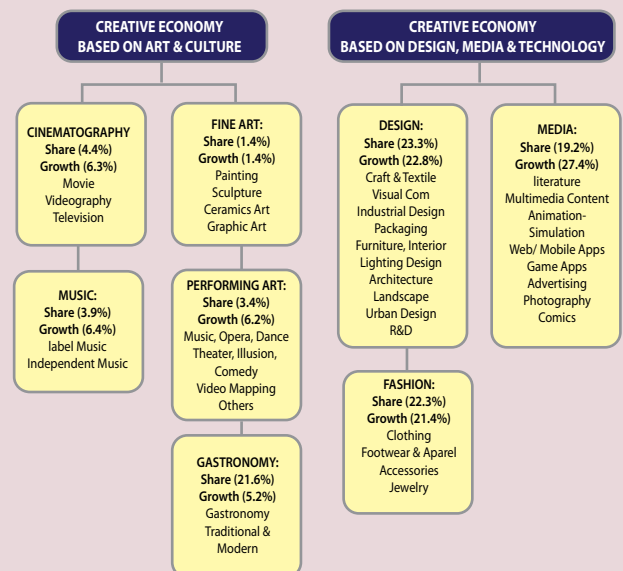 CREATIVE ECONOMY
BASED ON ART & CULTURE
CINEMATOGRAPHY
Share (4.4%)
Growth (6.3%)
Movie
Videography
Television
MUSIC:
Share (3.9%)
Growth (6.4%)
label Music
Independent Music
FINE ART:
Share (1.4%)
Growth (1.4%)
Painting
Sculpture
Ceramics Art
Graphic Art
PERFORMING ART:
Share (3.4%)
Growth (6.2%)
Music, Opera, Dance
Theater, Illusion,
Comedy
Video Mapping
Others
GASTRONOMY:
Share (21.6%)
Growth (5.2%)
Gastronomy
Traditional &
Modern
CREATIVE ECONOMY
BASED ON DESIGN, MEDIA & TECHNOLOGY
DESIGN:
Share (23.3%)
Growth (22.8%)
Craft & Textile
Visual Com
Industrial Design
Packaging
Furniture, Interior
Lighting Design
Architecture
Landscape
Urban Design
R&D
FASHION:
Share (22.3%)
Growth (21.4%)
Clothing
Footwear & Aparel
Accessories
Jewelry
MEDIA:
Share (19.2%)
Growth (27.4%)
literature
Multimedia Content
Animation-
Simulation
Web/ Mobile Apps
Game Apps
Advertising
Photography
Comics